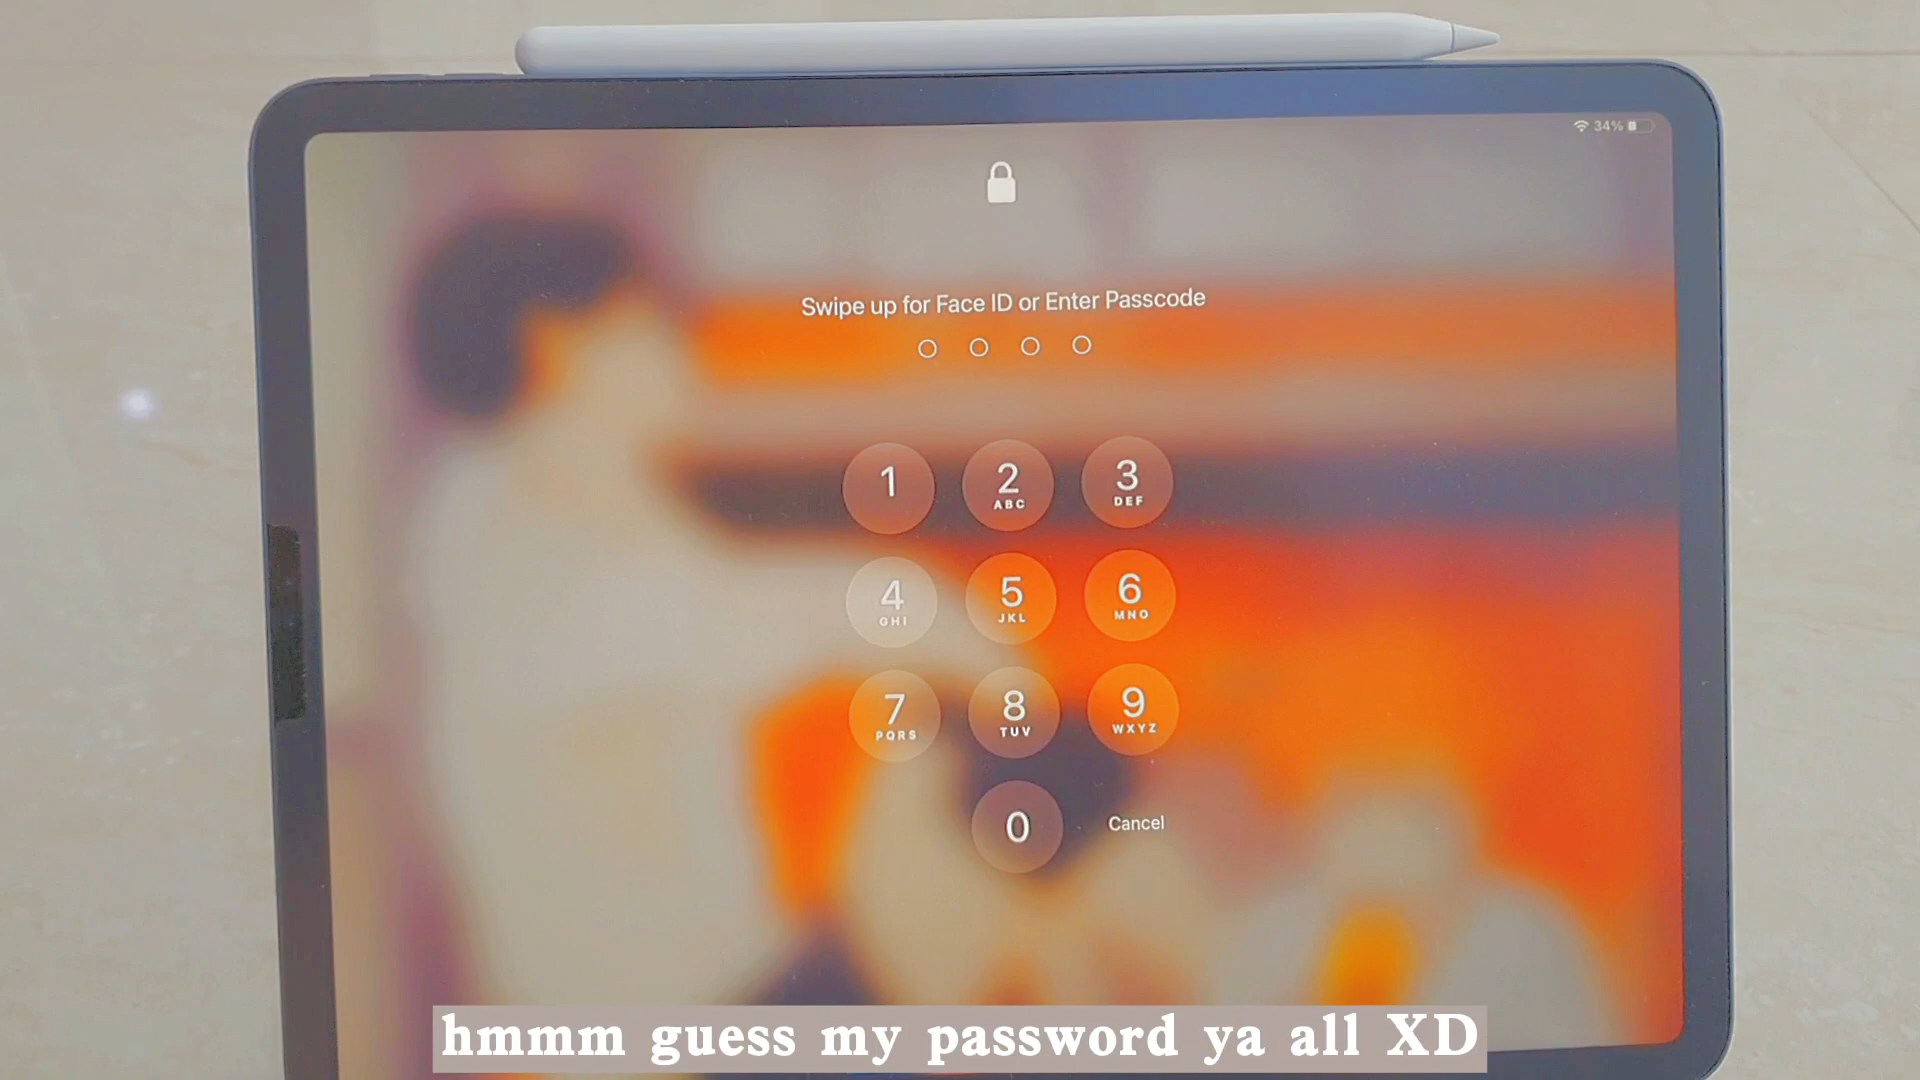 34%
Swipe up for Face ID or Enter Passcode
1 2 3
ABC DEF
4 5 6
GHI JKL MNO
7 8 9
PQRS TUV WXYZ
0 Cancel
hmmm guess my password ya all XD